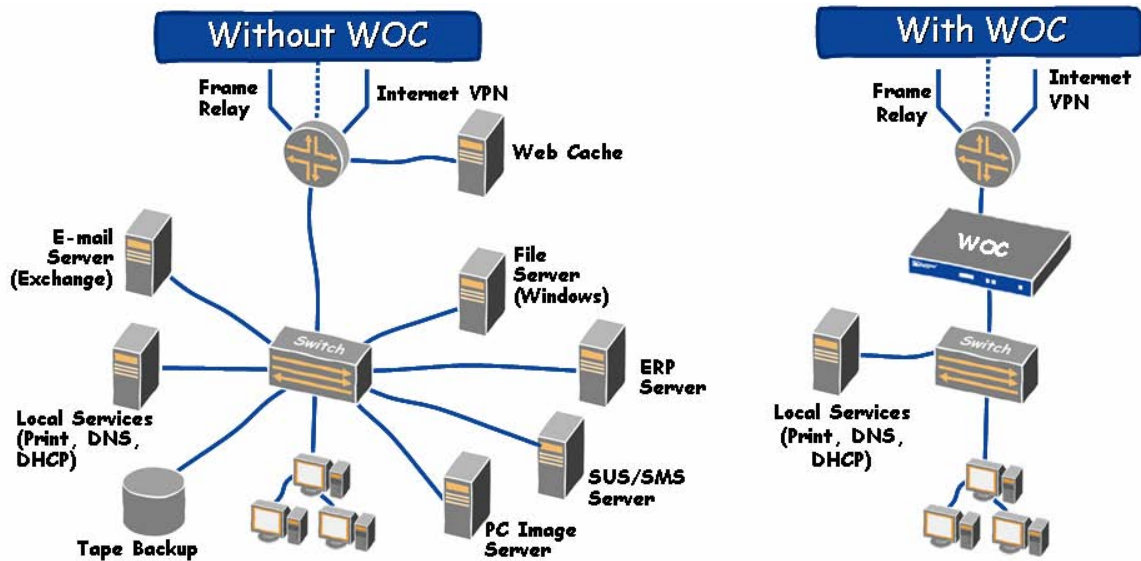 Without WOC
Frame
Relay
Internet VPN
Web Cache
E-mail
Server
(Exchange)
File
Server
(Windows)
Switch
ERP
Server
Local Services
(Print, DNS,
DHCP)
SUS/SMS
Server
Tape Backup
PC Image
Server
With WOC
Frame
Relay
Internet
VPN
WOC
Switch
Local Services
(Print, DNS,
DHCP)